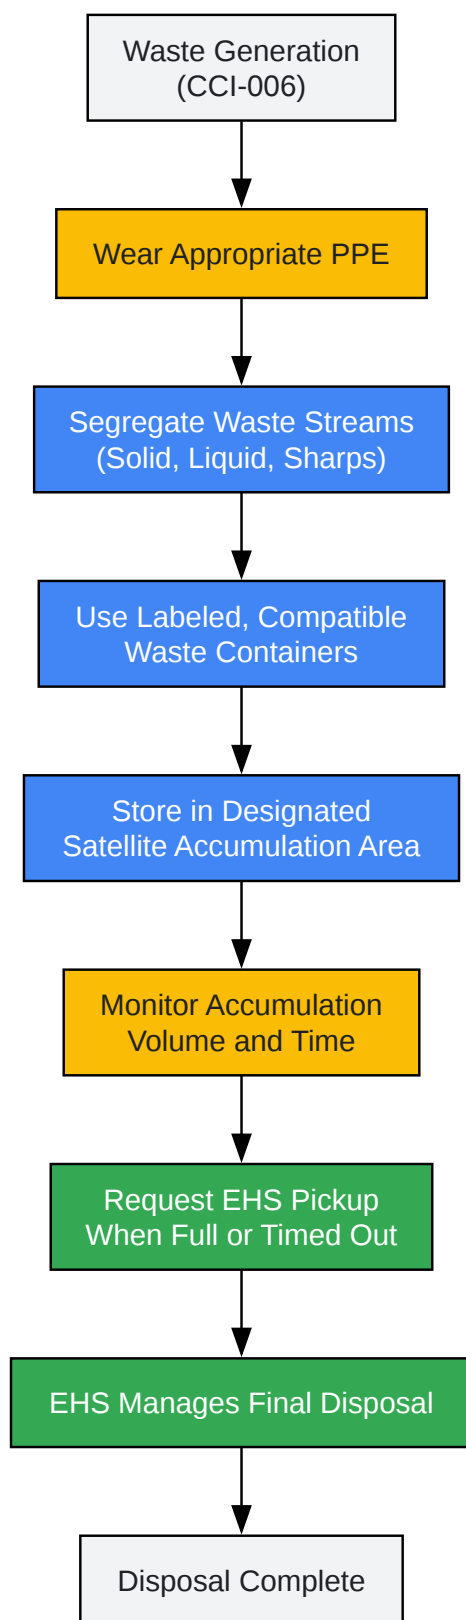 Waste Generation
(CCI-006)
Wear Appropriate PPE
Segregate Waste Streams
(Solid, Liquid, Sharps)
Use Labeled, Compatible
Waste Containers
Store in Designated
Satellite Accumulation Area
Monitor Accumulation
Volume and Time
Request EHS Pickup
When Full or Timed Out
EHS Manages Final Disposal
Disposal Complete